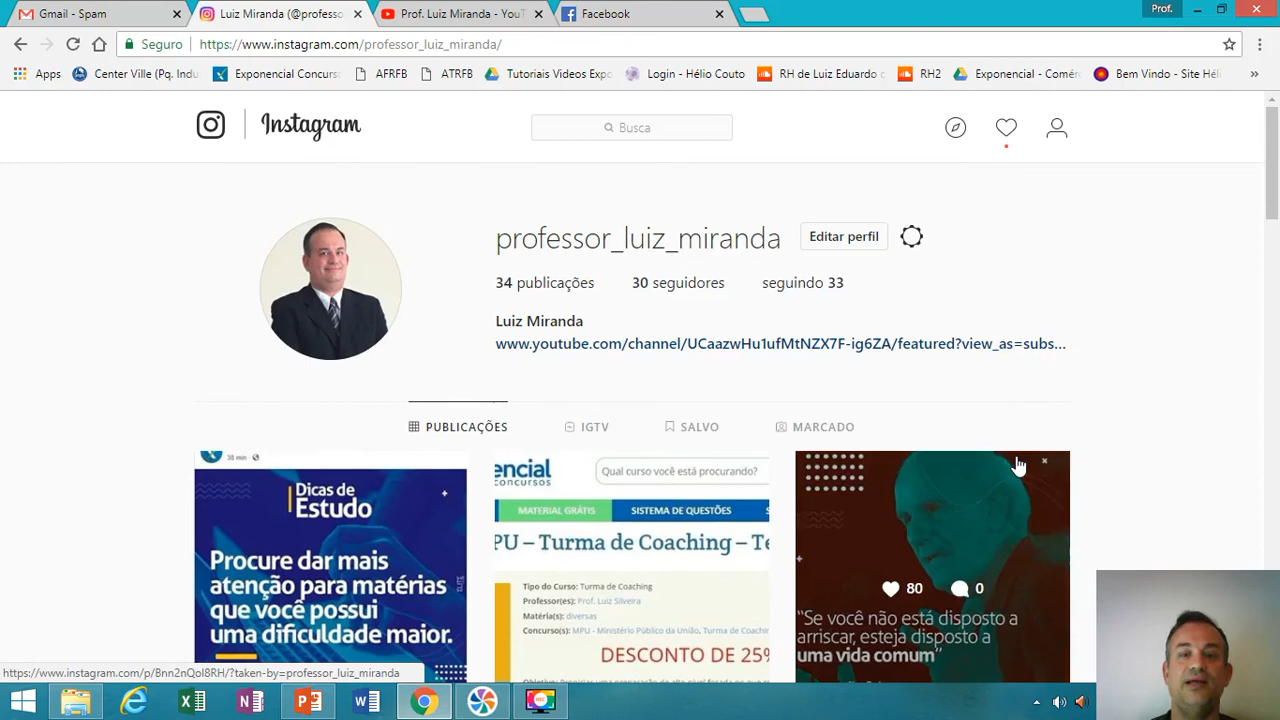 Gmail - Spam
Luiz Miranda (@professo
Prof. Luiz Miranda - YouT
Facebook
Prof.
Seguro
https://www.instagram.com/professor_luiz_miranda/
Apps
Center Ville (Pq. Indu
Exponencial Concurs
AFRFB
ATRFB
Tutoriais Videos Expo
Login - Hélio Couto
RH de Luiz Eduardo
RH2
Exponencial - Comér
Bem Vindo - Site Héli
»
Instagram
Busca
professor_luiz_miranda
Editar perfil
34 publicações
30 seguidores
seguindo 33
Luiz Miranda
www.youtube.com/channel/UCaazwHu1ufMtNZX7F-ig6ZA/featured?view_as=subs...
PUBLICAÇÕES
IGTV
SALVO
MARCADO
38 min
Dicas de
Estudo
Procure dar mais
atenção para matérias
que você possui
uma dificuldade maior.
encial
concursos
Qual curso você está procurando?
MATERIAL GRÁTIS
SISTEMA DE QUESTÕES
PU – Turma de Coaching – Te
Tipo do Curso: Turma de Coaching
Professor(es): Prof. Luiz Silveira
Matéria(s): diversas
Concurso(s): MPU - Ministério Público da União, Turma de Coachin
DESCONTO DE 25%
80
0
"Se você não está disposto a
arriscar, esteja disposto a
uma vida comum"
https://www.instagram.com/p/Bnn2nQoI8RH/?taken-by=professor_luiz_miranda